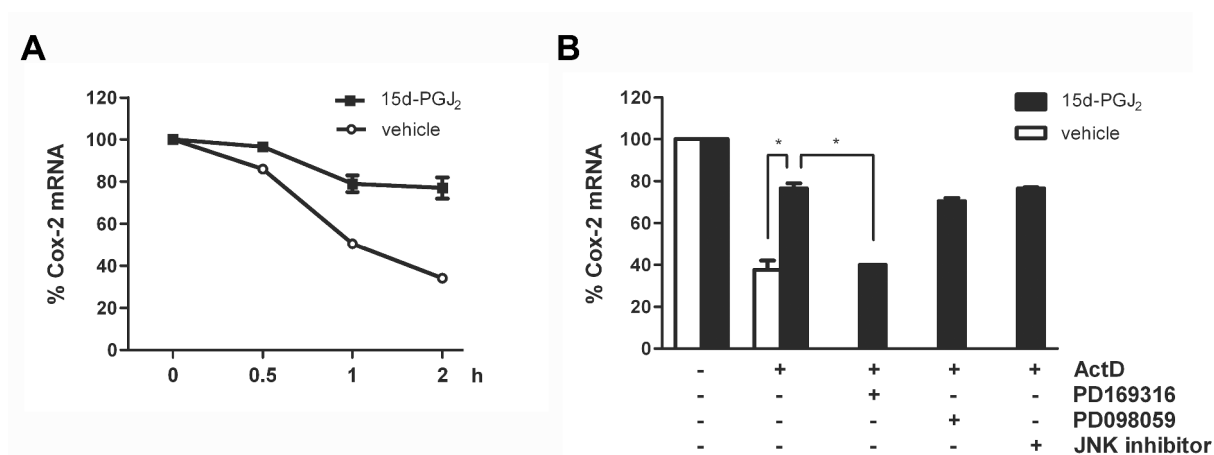 A
15d-PGJ₂
vehicle
% Cox-2 mRNA
120
100
80
60
40
20
0
0 0.5 1 2 h
B
15d-PGJ₂
vehicle
% Cox-2 mRNA
120
100
80
60
40
20
0
* *
- + + + + ActD
- - + - - PD169316
- - - + - PD098059
- - - - + JNK inhibitor